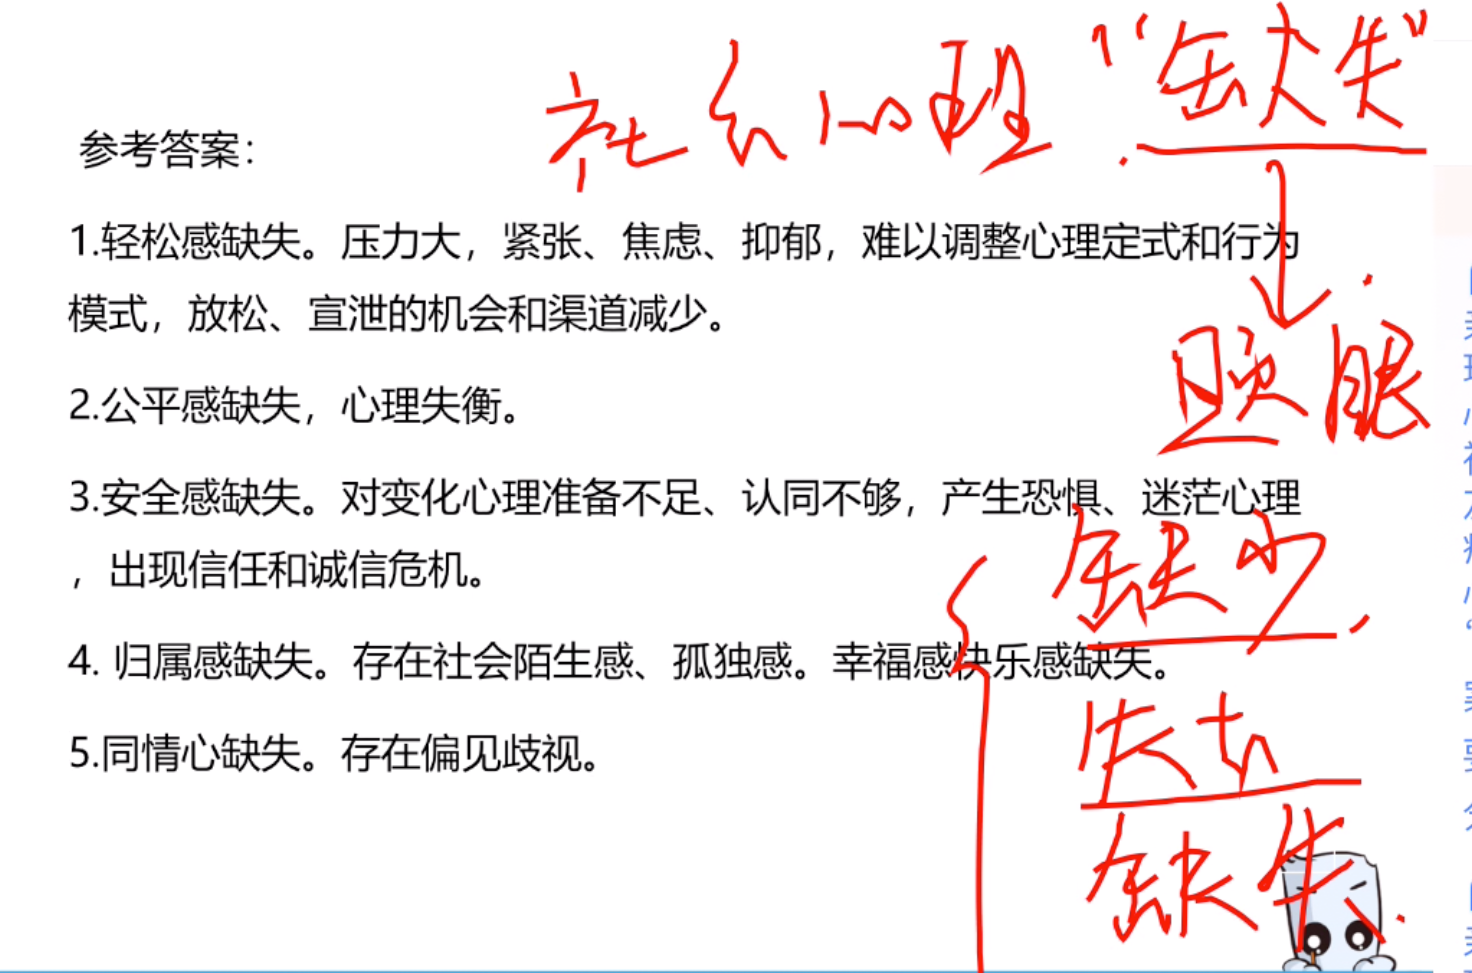 社会心理“缺失”
参考答案：
1.轻松感缺失。压力大，紧张、焦虑、抑郁，难以调整心理定式和行为
模式，放松、宣泄的机会和渠道减少。
题眼
2.公平感缺失，心理失衡。
3.安全感缺失。对变化心理准备不足、认同不够，产生恐惧、迷茫心理
，出现信任和诚信危机。
缺少
4. 归属感缺失。存在社会陌生感、孤独感。幸福感快乐感缺失。
失去
5.同情心缺失。存在偏见歧视。
缺失